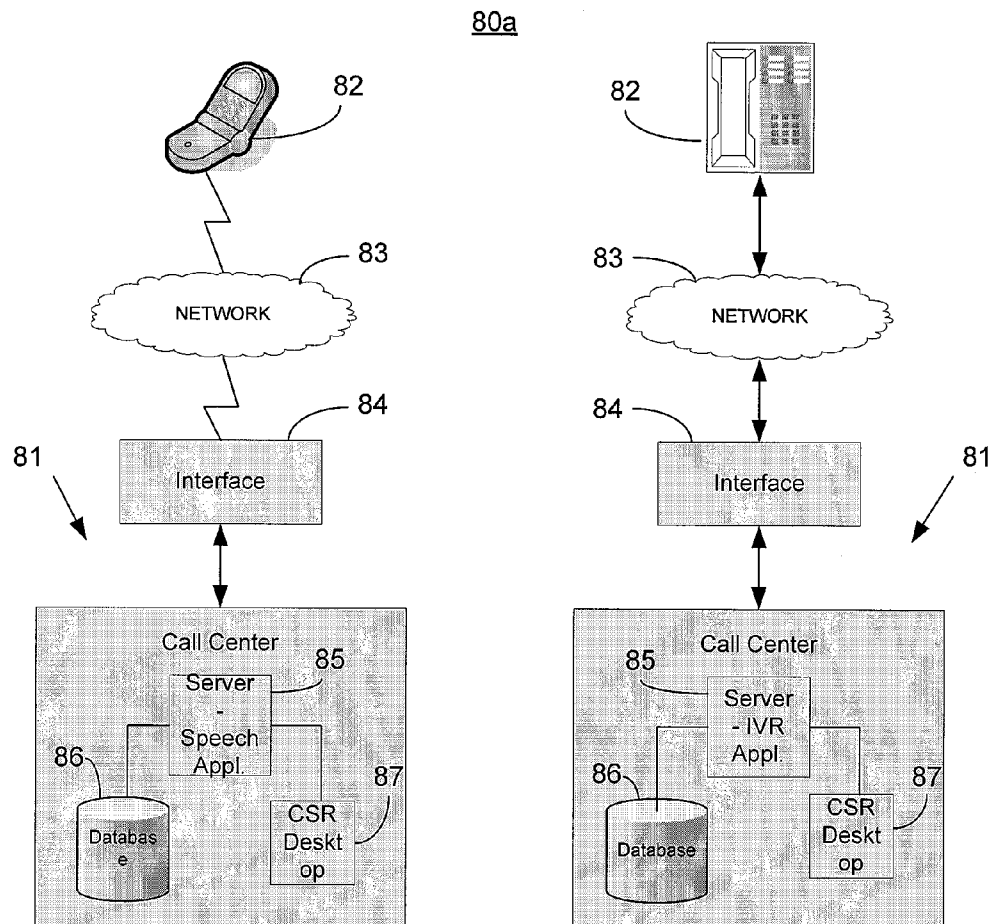 80a
82
82
83
NETWORK
83
NETWORK
84
Interface
84
Interface
81
81
Call Center
85
Server
-
Speech
Appl.
86
Databas
e
87
CSR
Deskt
op
Call Center
85
Server
- IVR
Appl.
86
Database
87
CSR
Deskt
op